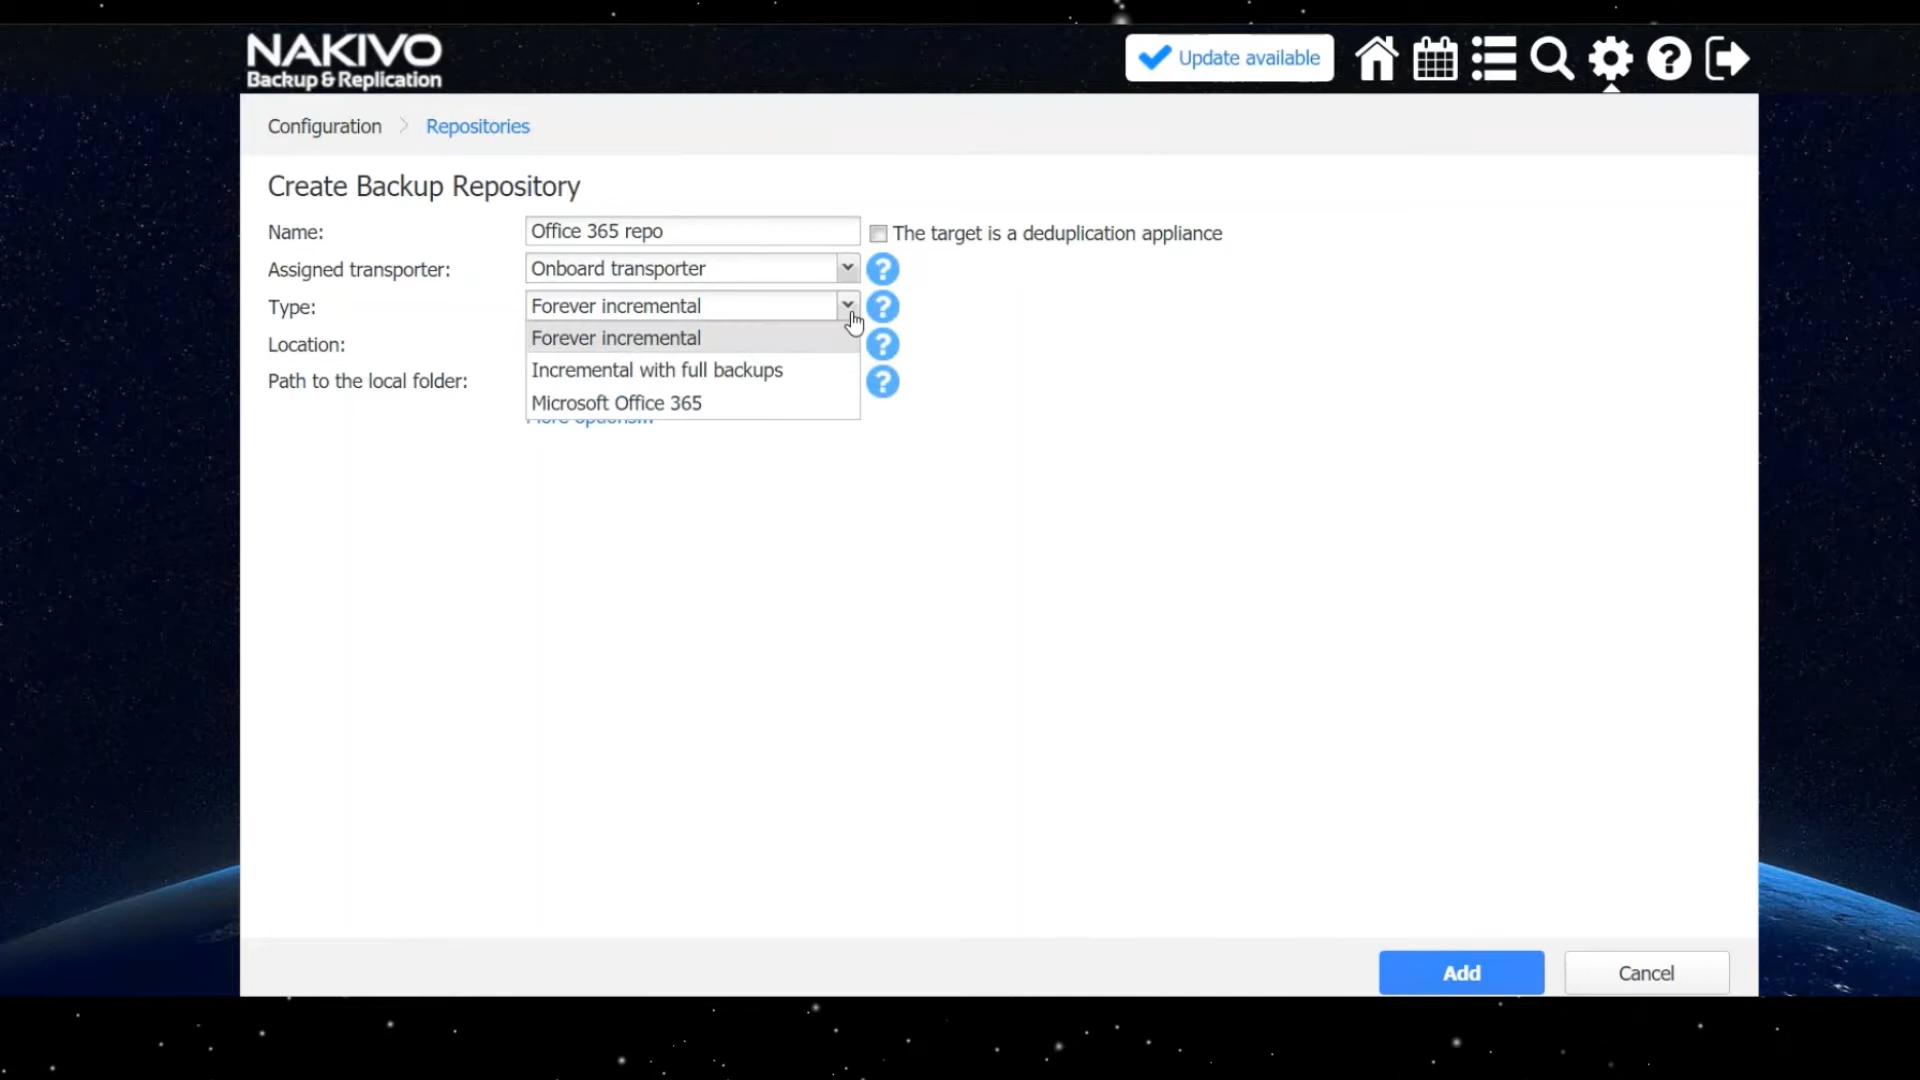 NAKIVO
Backup & Replication
Update available
Configuration
Repositories
Create Backup Repository
Name:
Office 365 repo
The target is a deduplication appliance
Assigned transporter:
Onboard transporter
Type:
Forever incremental
Forever incremental
Location:
Incremental with full backups
Path to the local folder:
Microsoft Office 365
More options...
Add
Cancel